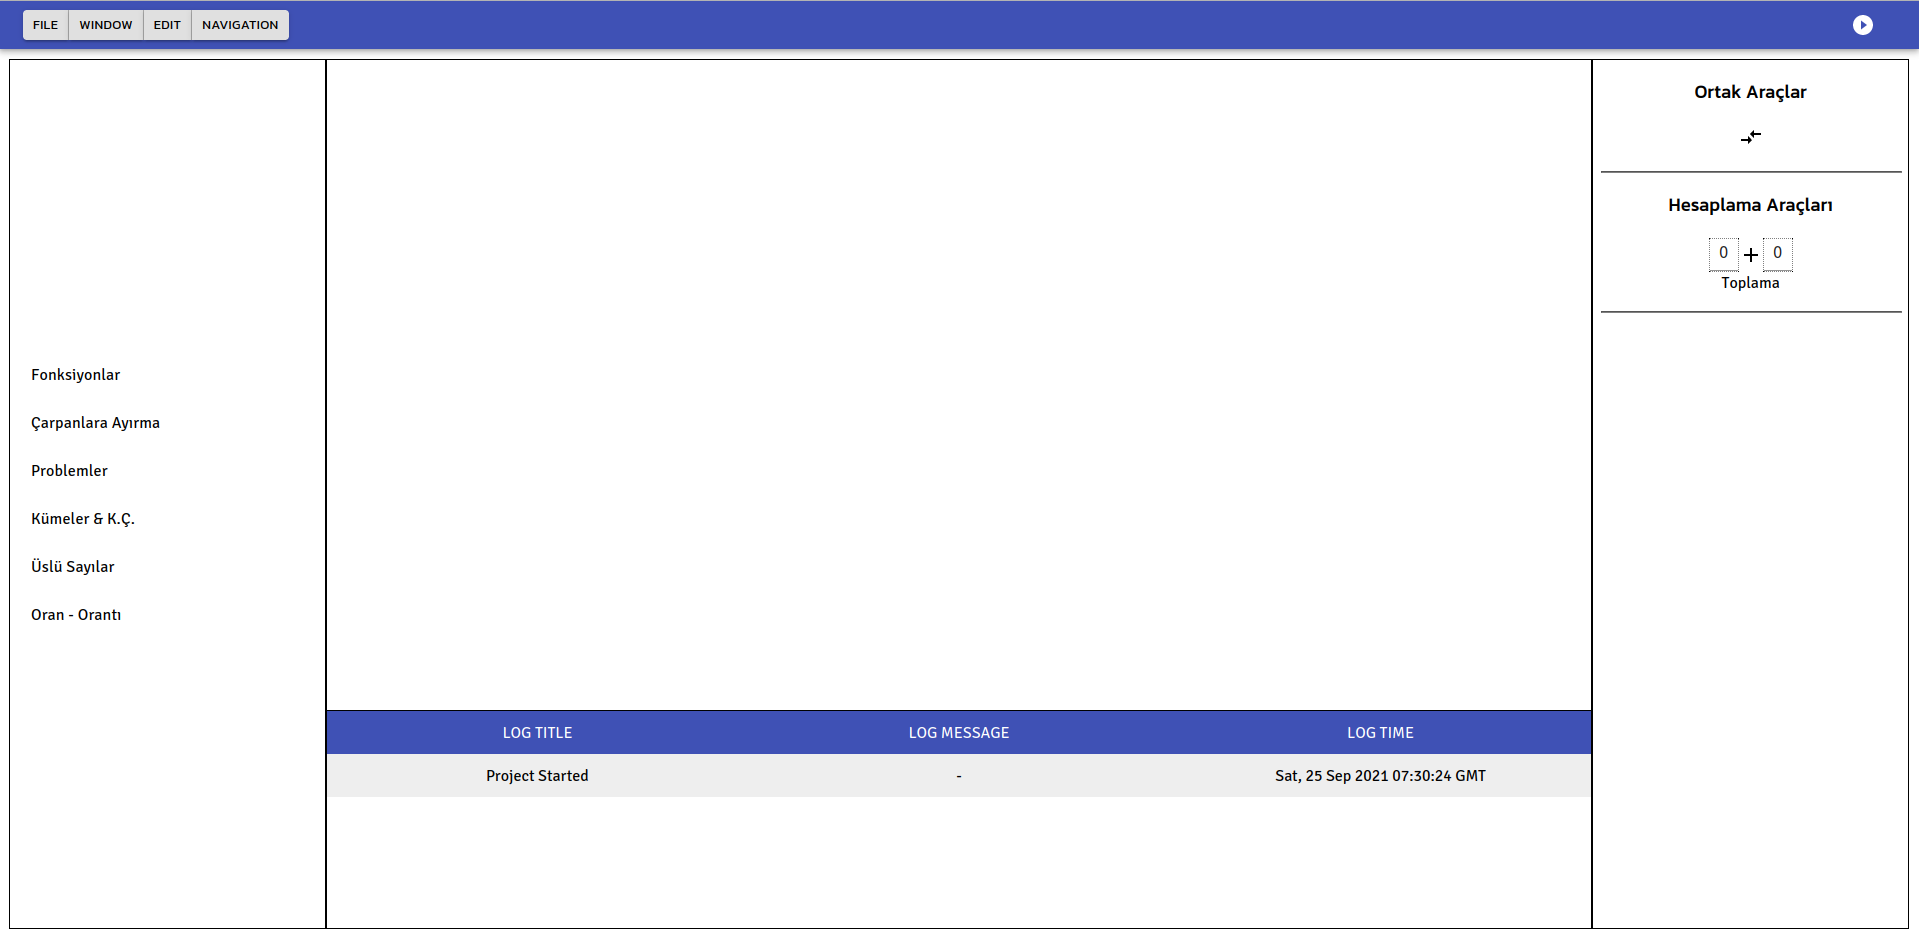 FILE WINDOW EDIT NAVIGATION
Fonksiyonlar
Çarpanlara Ayırma
Problemler
Kümeler & K.Ç.
Üslü Sayılar
Oran - Orantı
LOG TITLE LOG MESSAGE LOG TIME
Project Started - Sat, 25 Sep 2021 07:30:24 GMT
Ortak Araçlar
Hesaplama Araçları
0 + 0
Toplama